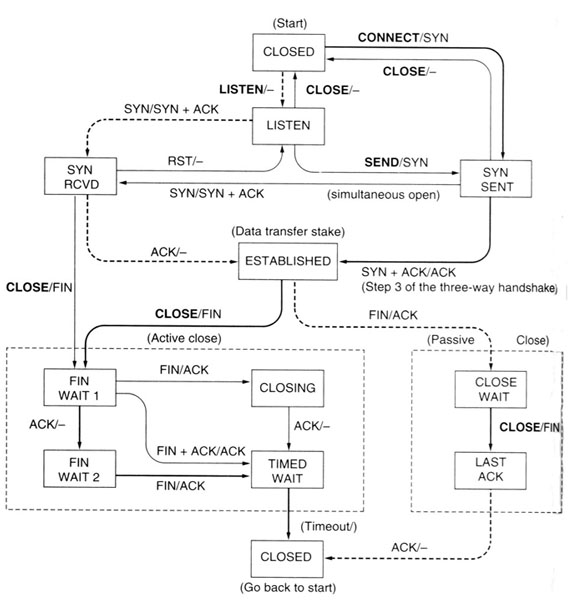 (Start)
CONNECT/SYN
CLOSED
CLOSE/–
LISTEN/–
CLOSE/–
SYN/SYN + ACK
LISTEN
RST/–
SEND/SYN
SYN
RCVD
SYN
SENT
SYN/SYN + ACK
(simultaneous open)
(Data transfer stake)
ACK/–
ESTABLISHED
SYN + ACK/ACK
(Step 3 of the three-way handshake)
CLOSE/FIN
CLOSE/FIN
FIN/ACK
(Active close)
(Passive
Close)
FIN/ACK
FIN
WAIT 1
CLOSING
CLOSE
WAIT
ACK/–
ACK/–
CLOSE/FIN
FIN + ACK/ACK
FIN
WAIT 2
TIMED
WAIT
LAST
ACK
FIN/ACK
(Timeout/)
CLOSED
ACK/–
(Go back to start)